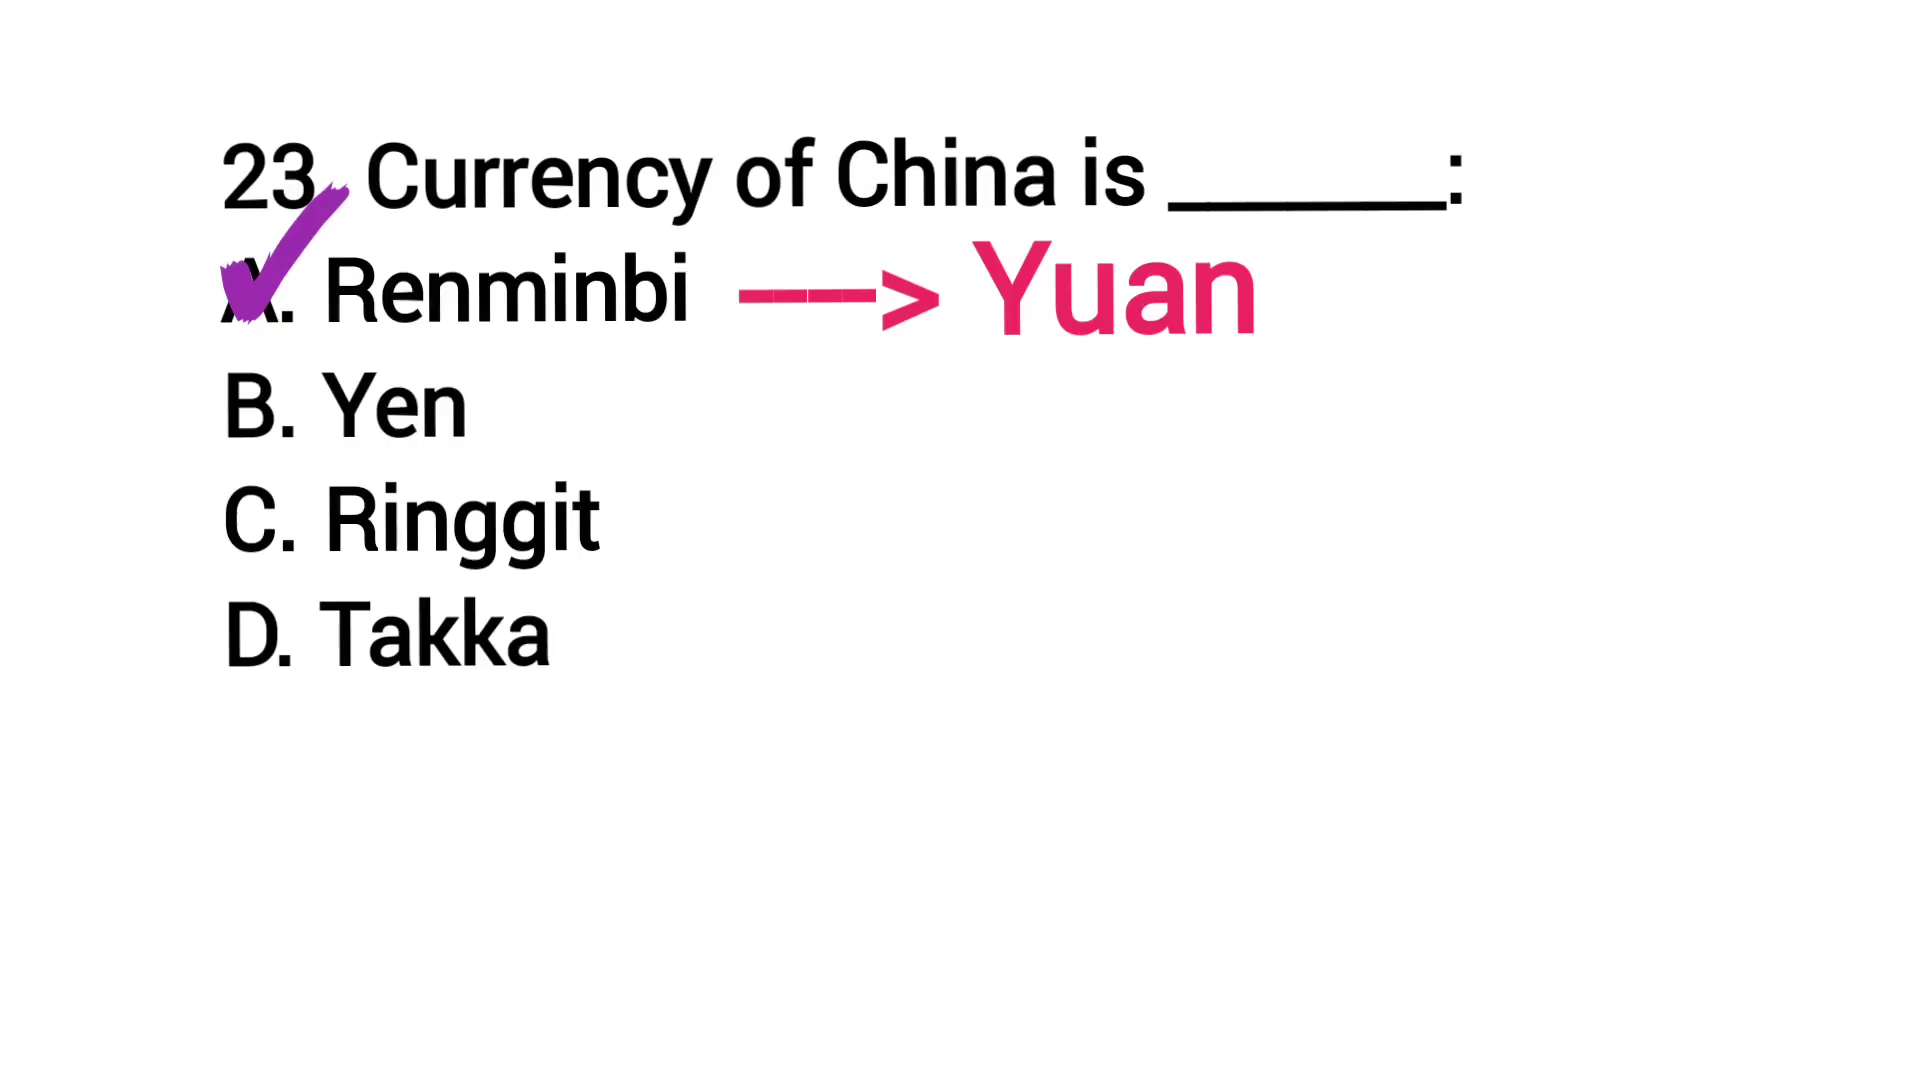 23. Currency of China is ______:
A. Renminbi ----> Yuan
B. Yen
C. Ringgit
D. Takka